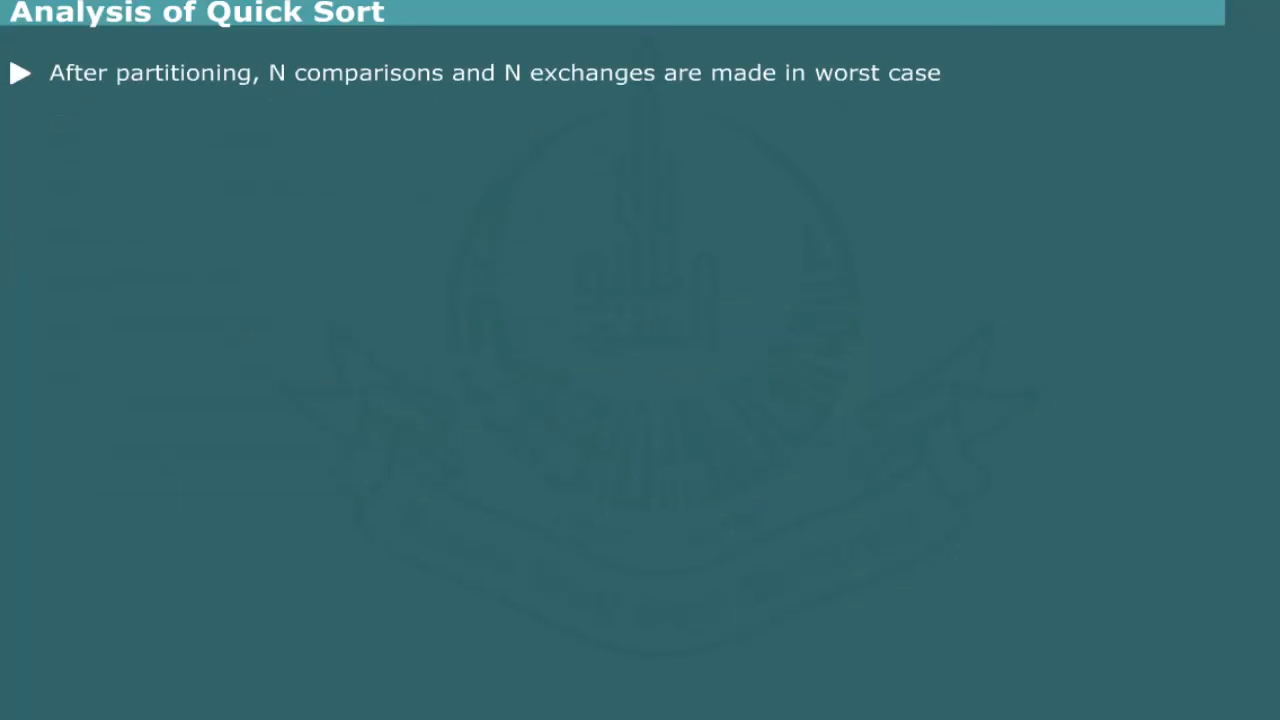 Analysis of Quick Sort
After partitioning, N comparisons and N exchanges are made in worst case